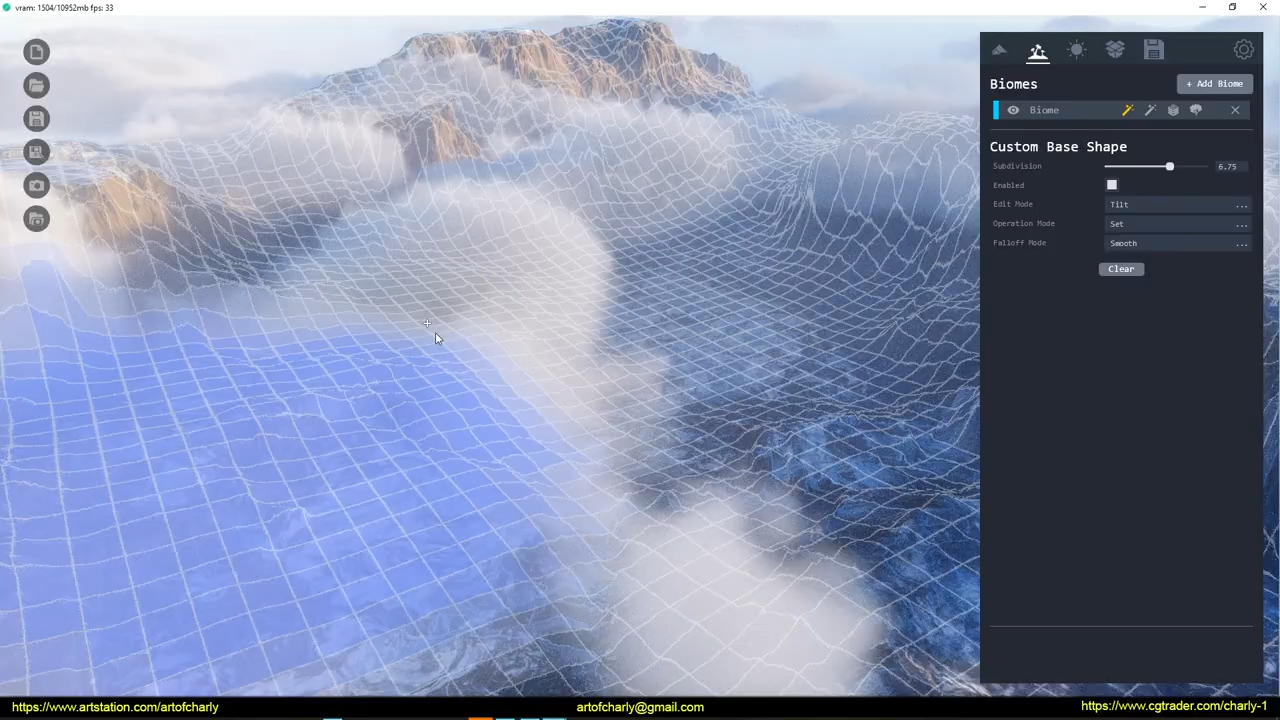 vram: 1504/10952mb fps: 33
Biomes
+ Add Biome
Biome
Custom Base Shape
Subdivision 6.75
Enabled
Edit Mode Tilt ...
Operation Mode Set ...
Falloff Mode Smooth ...
Clear
https://www.artstation.com/artofcharly artofcharly@gmail.com https://www.cgtrader.com/charly-1